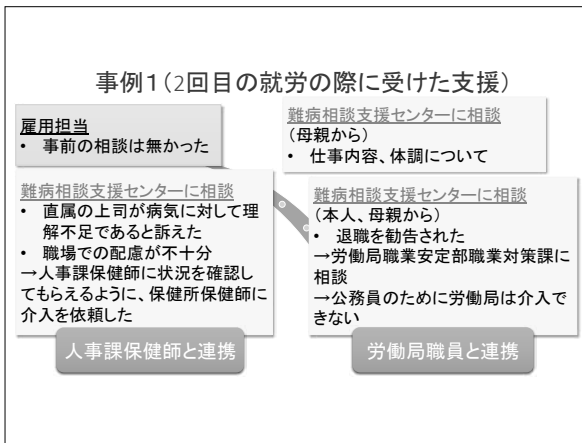 事例1(2回目の就労の際に受けた支援)
雇用担当
• 事前の相談は無かった
難病相談支援センターに相談
(母親から)
• 仕事内容、体調について
難病相談支援センターに相談
• 直属の上司が病気に対して理
解不足であると訴えた
• 職場での配慮が不十分
→人事課保健師に状況を確認し
てもらえるように、保健所保健師に
介入を依頼した
人事課保健師と連携
難病相談支援センターに相談
(本人、母親から)
• 退職を勧告された
→労働局職業安定部職業対策課に
相談
→公務員のために労働局は介入で
きない
労働局職員と連携